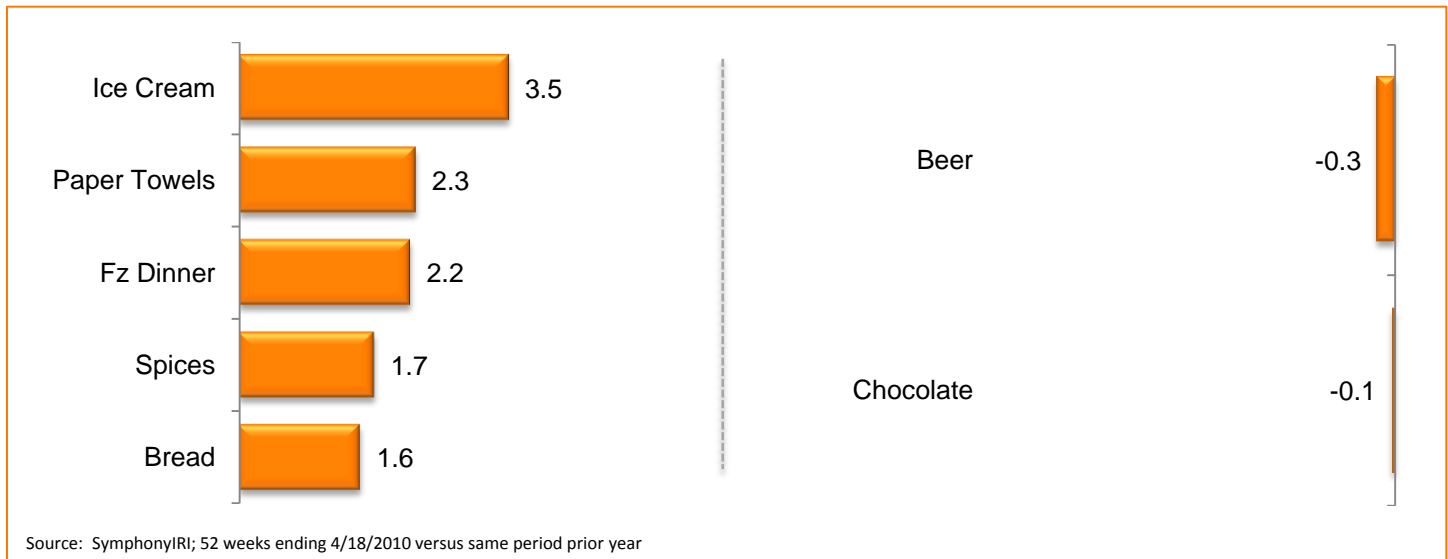 Ice Cream
3.5
Paper Towels
2.3
Fz Dinner
2.2
Spices
1.7
Bread
1.6
Beer
-0.3
Chocolate
-0.1
Source: SymphonyIRI; 52 weeks ending 4/18/2010 versus same period prior year